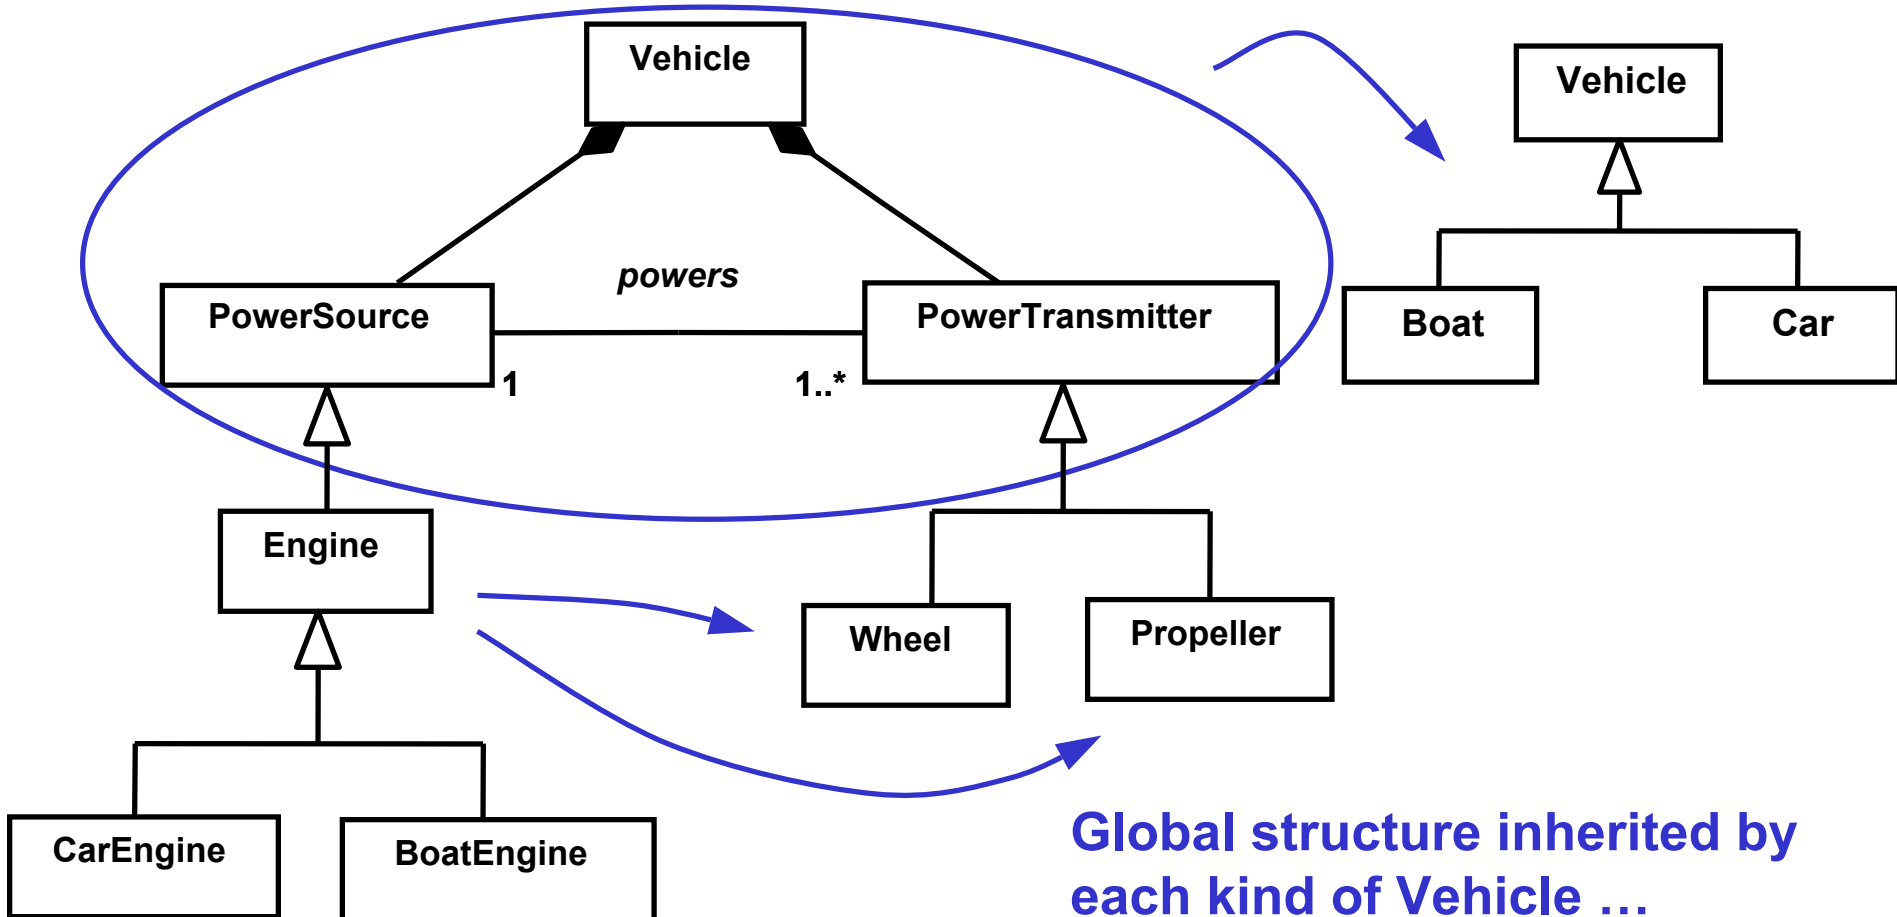 Vehicle
Vehicle
powers
PowerSource
PowerTransmitter
Boat
Car
1
1..*
Engine
Wheel
Propeller
CarEngine
BoatEngine
Global structure inherited by
each kind of Vehicle …